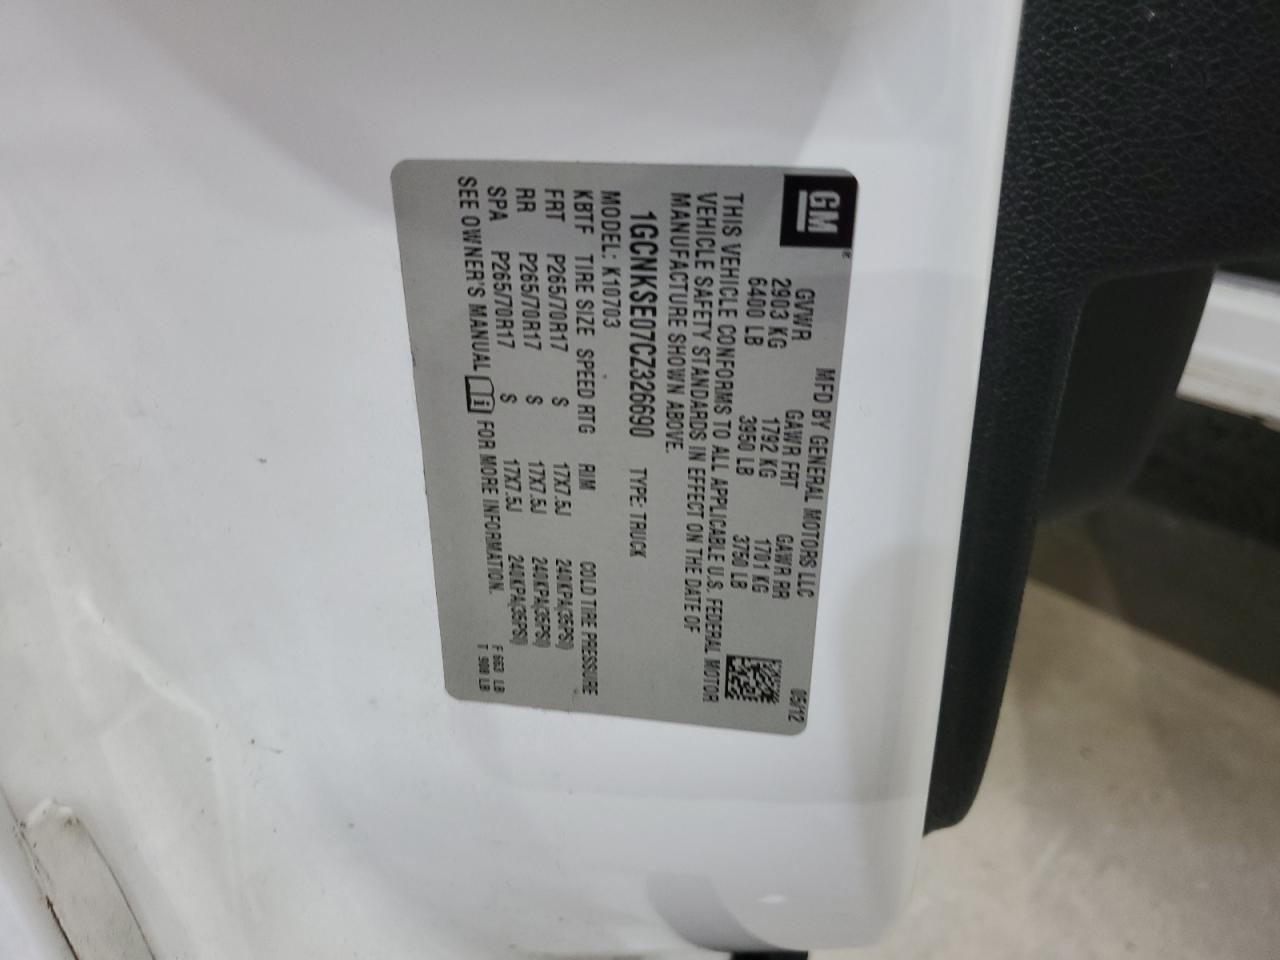 GM®
MFD BY GENERAL MOTORS LLC 05/12
GVWR GAWR FRT GAWR RR
2903 KG 1792 KG 1701 KG
6400 LB 3950 LB 3750 LB
THIS VEHICLE CONFORMS TO ALL APPLICABLE U.S. FEDERAL MOTOR
VEHICLE SAFETY STANDARDS IN EFFECT ON THE DATE OF
MANUFACTURE SHOWN ABOVE.
1GCNKSE07CZ326690 TYPE: TRUCK
MODEL: K10703
KBTF TIRE SIZE SPEED RTG RIM COLD TIRE PRESSURE
FRT P265/70R17 S 17X7.5J 240KPA(35PSI)
RR P265/70R17 S 17X7.5J 240KPA(35PSI)
SPA P265/70R17 S 17X7.5J 240KPA(35PSI)
SEE OWNER'S MANUAL FOR MORE INFORMATION.
F 663 LB
T 908 LB